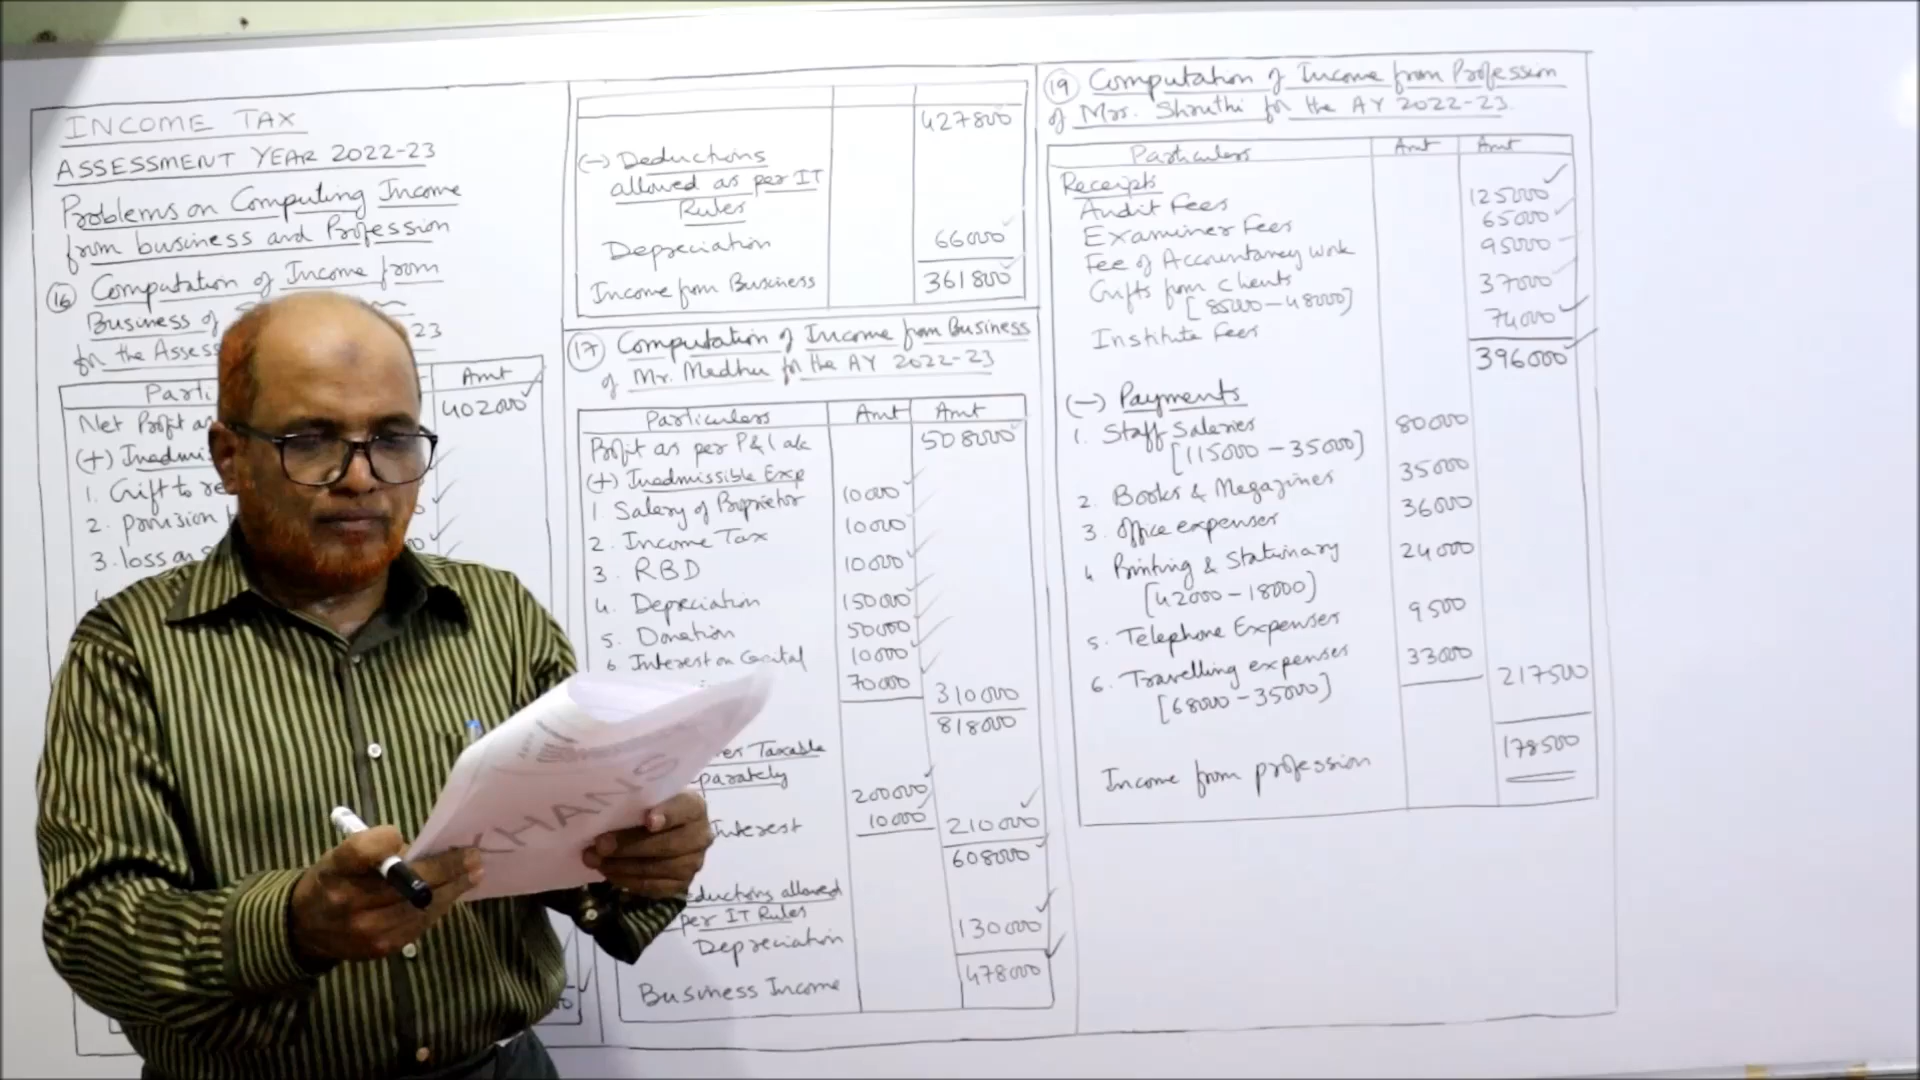 INCOME TAX
ASSESSMENT YEAR 2022-23
Problems on Computing Income
from business and Profession
16 Computation of Income from
Business of
for the Assess 23
Parti Amt
Net Profit as 402000
(+) Inadmis
1. Gift to re
2. provision
3. loss on s
427800
(-) Deductions
allowed as per IT
Rules
Depreciation 66000
Income from Business 361800
17 Computation of Income from Business
of Mr. Madhu for the AY 2022-23
Particulars Amt Amt
Profit as per P & L a/c 508000
(+) Inadmissible Exp
1. Salary of Proprietor 10000
2. Income Tax 10000
3. RBD 10000
4. Depreciation 150000
5. Donation 50000
6. Interest on Capital 10000
70000 310000
818000
Taxable
parately
200000
Interest 10000 210000
608000
eductions allowed
per IT Rules
Depreciation 130000
Business Income 478000
19 Computation of Income from Profession
of Mrs. Shruthi for the AY 2022-23.
Particulars Amt Amt
Receipts
Audit Fees 125000
Examiner Fees 65000
Fee of Accountancy work 95000
Gifts from clients 37000
[85000-48000]
Institute Fees 74000
396000
(-) Payments
1. Staff Salaries 80000
[115000-35000]
2. Books & Magazines 35000
3. office expenses 36000
4 Printing & Stationary 24000
[42000-18000]
5. Telephone Expenses 9500
6. Travelling expenses 33000 217500
[68000-35000]
Income from profession 178500
KHANS